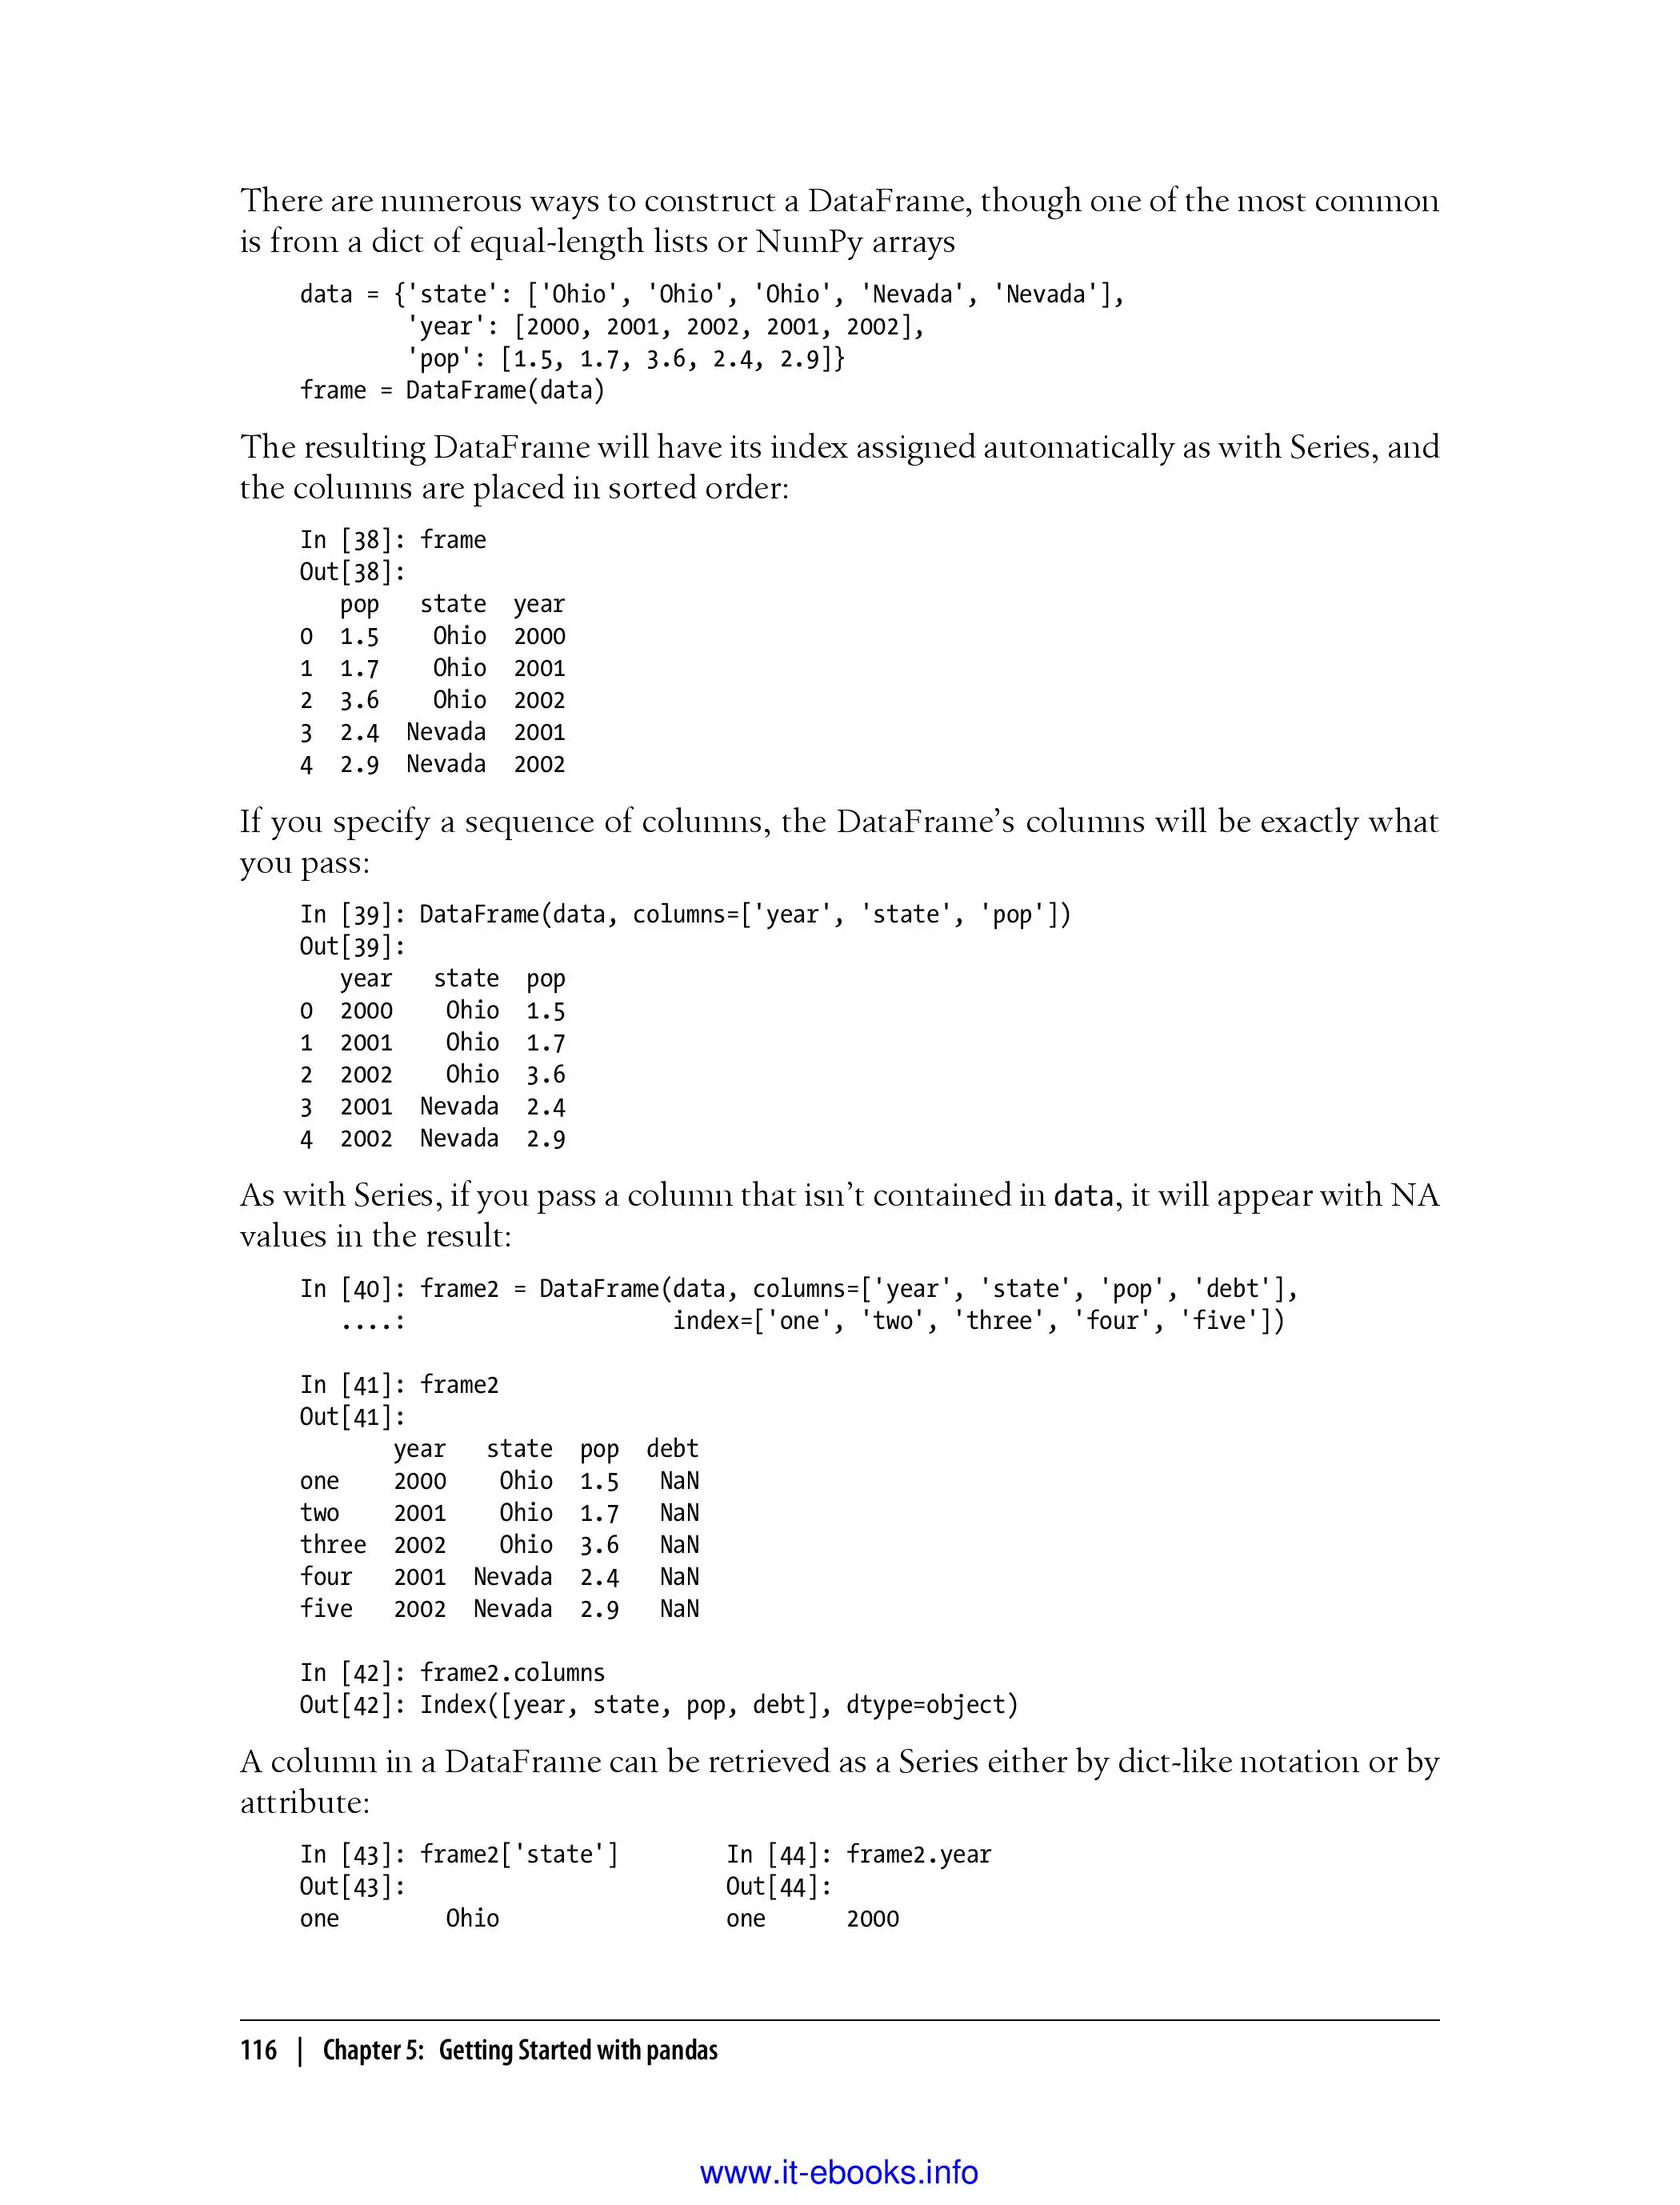 There are numerous ways to construct a DataFrame, though one of the most common
is from a dict of equal-length lists or NumPy arrays
data = {'state': ['Ohio', 'Ohio', 'Ohio', 'Nevada', 'Nevada'],
        'year': [2000, 2001, 2002, 2001, 2002],
        'pop': [1.5, 1.7, 3.6, 2.4, 2.9]}
frame = DataFrame(data)
The resulting DataFrame will have its index assigned automatically as with Series, and
the columns are placed in sorted order:
In [38]: frame
Out[38]:
   pop   state  year
0  1.5    Ohio  2000
1  1.7    Ohio  2001
2  3.6    Ohio  2002
3  2.4  Nevada  2001
4  2.9  Nevada  2002
If you specify a sequence of columns, the DataFrame’s columns will be exactly what
you pass:
In [39]: DataFrame(data, columns=['year', 'state', 'pop'])
Out[39]:
   year   state  pop
0  2000    Ohio  1.5
1  2001    Ohio  1.7
2  2002    Ohio  3.6
3  2001  Nevada  2.4
4  2002  Nevada  2.9
As with Series, if you pass a column that isn’t contained in data, it will appear with NA
values in the result:
In [40]: frame2 = DataFrame(data, columns=['year', 'state', 'pop', 'debt'],
   ....:                    index=['one', 'two', 'three', 'four', 'five'])
In [41]: frame2
Out[41]:
       year   state  pop  debt
one    2000    Ohio  1.5   NaN
two    2001    Ohio  1.7   NaN
three  2002    Ohio  3.6   NaN
four   2001  Nevada  2.4   NaN
five   2002  Nevada  2.9   NaN
In [42]: frame2.columns
Out[42]: Index([year, state, pop, debt], dtype=object)
A column in a DataFrame can be retrieved as a Series either by dict-like notation or by
attribute:
In [43]: frame2['state']        In [44]: frame2.year
Out[43]:                        Out[44]:
one        Ohio                 one      2000
116 | Chapter 5: Getting Started with pandas
www.it-ebooks.info